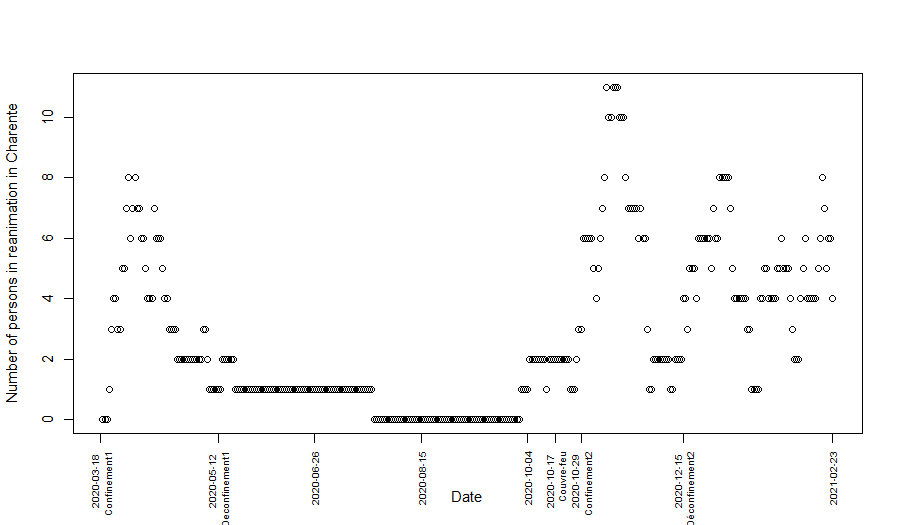 Number of persons in reanimation in Charente
10
8
6
4
2
0
2020-03-18
Confinement1
2020-05-12
Deconfinement1
2020-06-26
2020-08-15
2020-10-04
2020-10-17
Couvre-feu
2020-10-29
Confinement2
2020-12-15
Déconfinement2
2021-02-23
Date